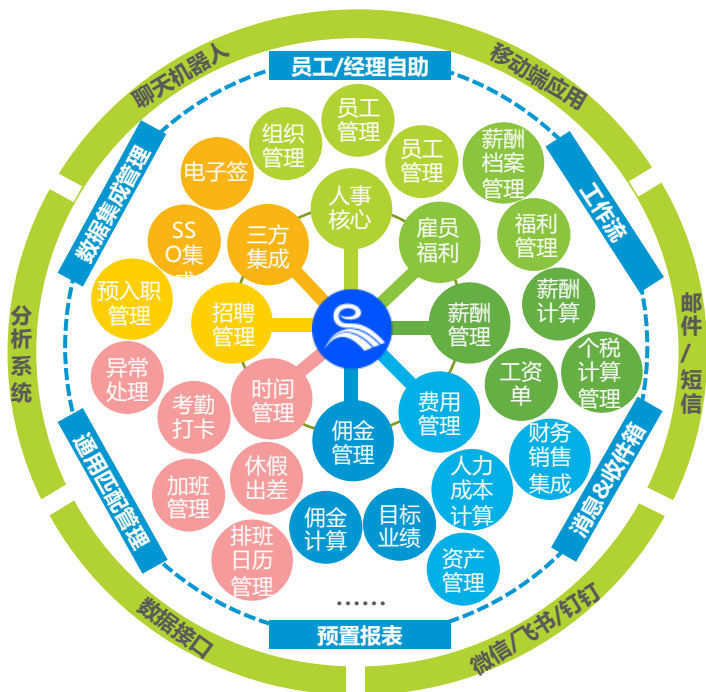 聊天机器人
移动端应用
员工/经理自助
数据集成管理
工作流
分析系统
邮件/短信
通用匹配管理
消息&收件箱
数据接口
微信/飞书/钉钉
预置报表
员工
管理
组织
管理
员工
管理
薪酬
档案
管理
电子签
人事
核心
SS
O集
成
三方
集成
雇员
福利
福利
管理
预入职
管理
招聘
管理
薪酬
管理
薪酬
计算
异常
处理
考勤
打卡
时间
管理
费用
管理
工资
单
个税
计算
管理
佣金
管理
加班
管理
休假
出差
人力
成本
计算
财务
销售
集成
排班
日历
管理
佣金
计算
目标
业绩
资产
管理
......